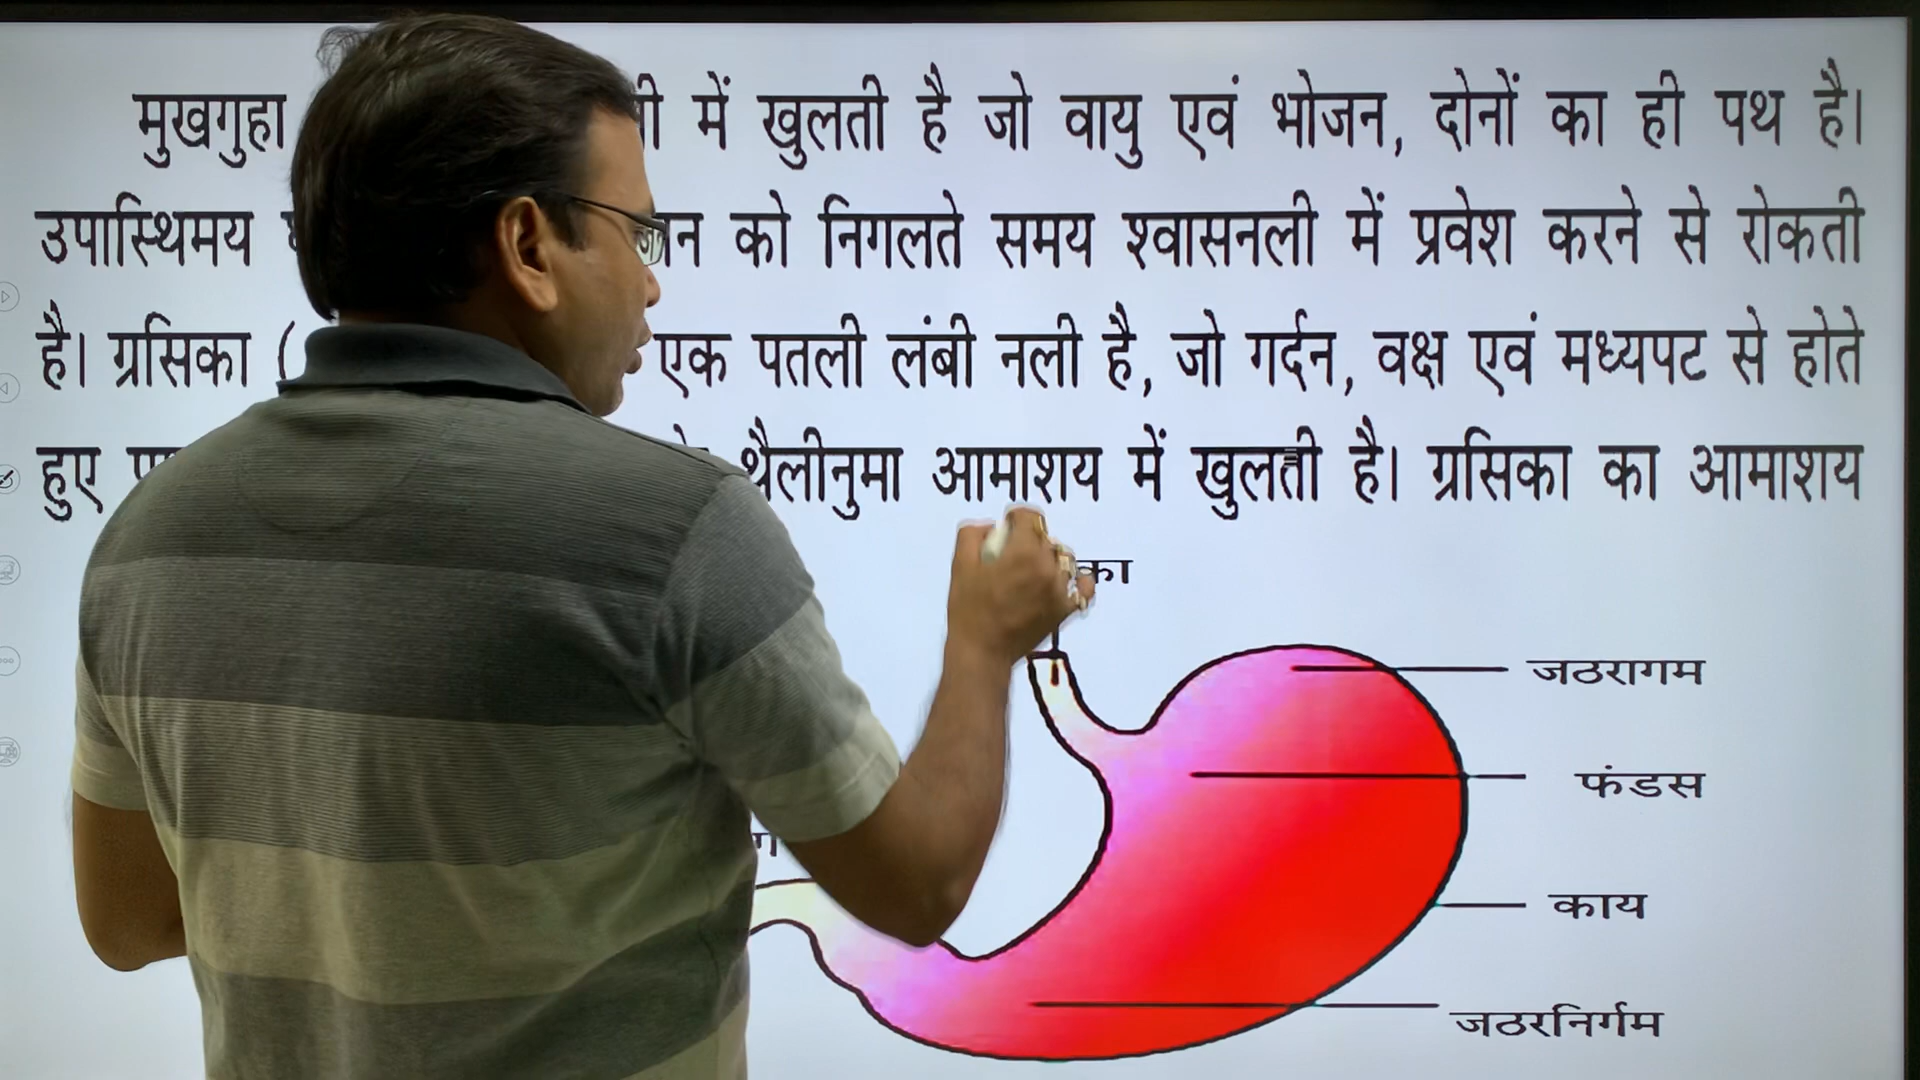 मुखगुहा में खुलती है जो वायु एवं भोजन, दोनों का ही पथ है।
उपास्थिमय को निगलते समय श्वासनली में प्रवेश करने से रोकती
है। ग्रसिका ( एक पतली लंबी नली है, जो गर्दन, वक्ष एवं मध्यपट से होते
हुए थैलीनुमा आमाशय में खुलती है। ग्रसिका का आमाशय
जठरागम
फंडस
काय
जठरनिर्गम